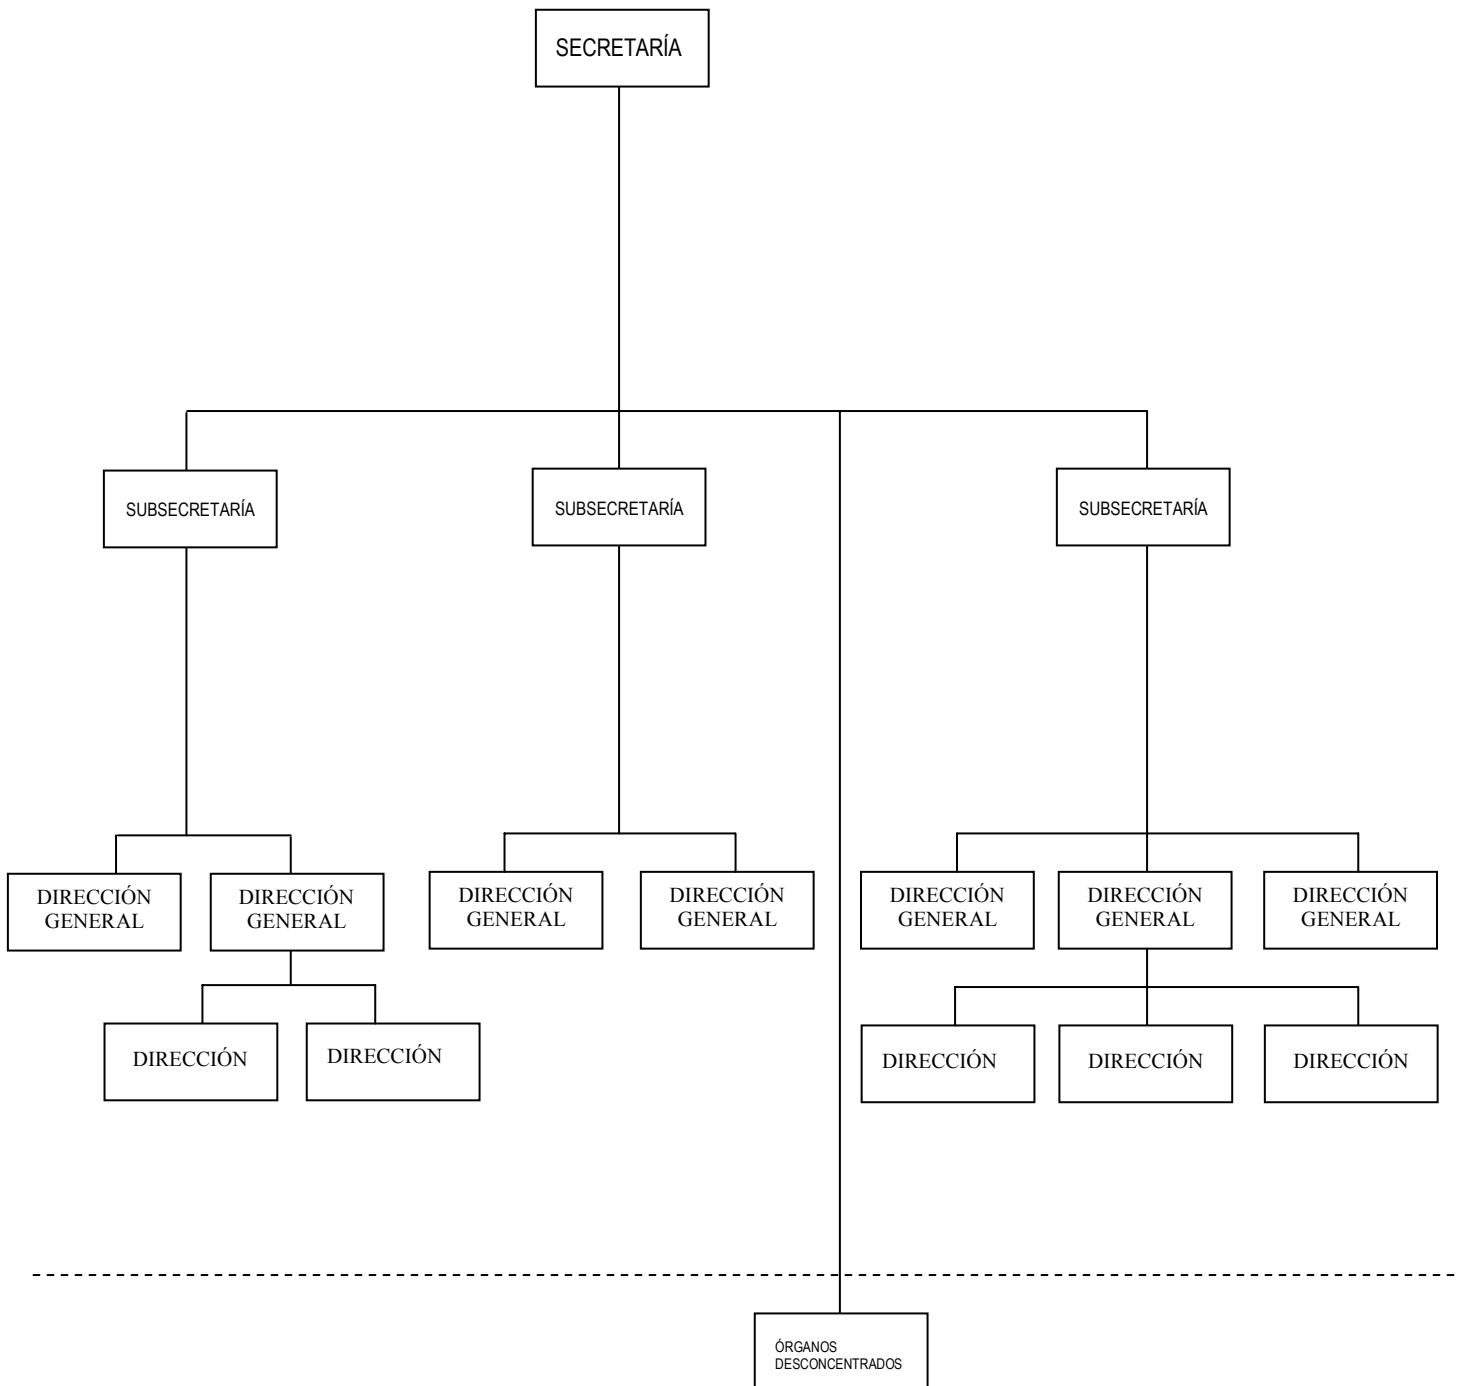 SECRETARÍA
SUBSECRETARÍA
SUBSECRETARÍA
SUBSECRETARÍA
DIRECCIÓN
GENERAL
DIRECCIÓN
GENERAL
DIRECCIÓN
GENERAL
DIRECCIÓN
GENERAL
DIRECCIÓN
GENERAL
DIRECCIÓN
GENERAL
DIRECCIÓN
GENERAL
DIRECCIÓN
DIRECCIÓN
DIRECCIÓN
DIRECCIÓN
DIRECCIÓN
ÓRGANOS
DESCONCENTRADOS